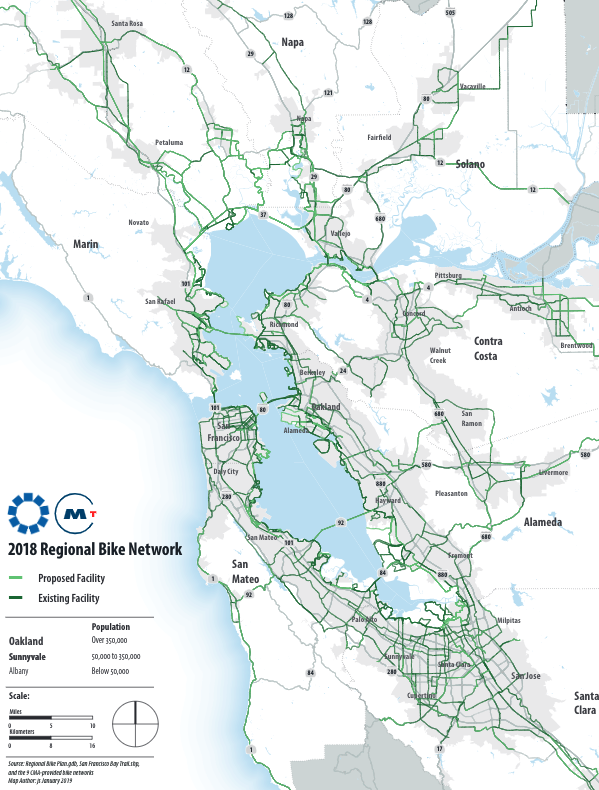 505
128
128
Santa Rosa
Napa
29
12
121
Vacaville
80
Napa
Petaluma
Fairfield
12
Solano
29
80
12
37
680
Novato
Vallejo
Marin
101
Pittsburg
4
1
San Rafael
80
4
Antioch
Concord
Richmond
Contra
Costa
Brentwood
Walnut
Creek
Berkeley
24
101
80
Oakland
680
San
Ramon
San
Francisco
Alameda
580
Daly City
580
Livermore
880
Pleasanton
280
Hayward
MT
92
Alameda
2018 Regional Bike Network
San Mateo
101
680
Fremont
San
Mateo
84
880
Proposed Facility
1
92
Existing Facility
Palo Alto
Milpitas
Population
Oakland Over 350,000
Sunnyvale 50,000 to 350,000
Albany Below 50,000
Sunnyvale
Santa Clara
84
280
San Jose
Cupertino
Santa
Clara
Scale:
Miles
0 5 10
Kilometers
0 8 16
1
17
Source: Regional Bike Plan.gdb, San Francisco Bay Trail.shp,
and the 9 CMA-provided bike networks
Map Author: js January 2019